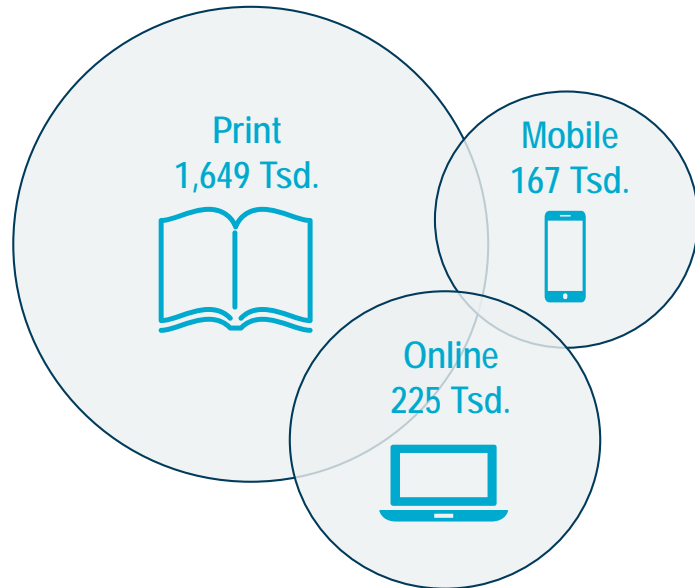 Print
1,649 Tsd.
Mobile
167 Tsd.
Online
225 Tsd.